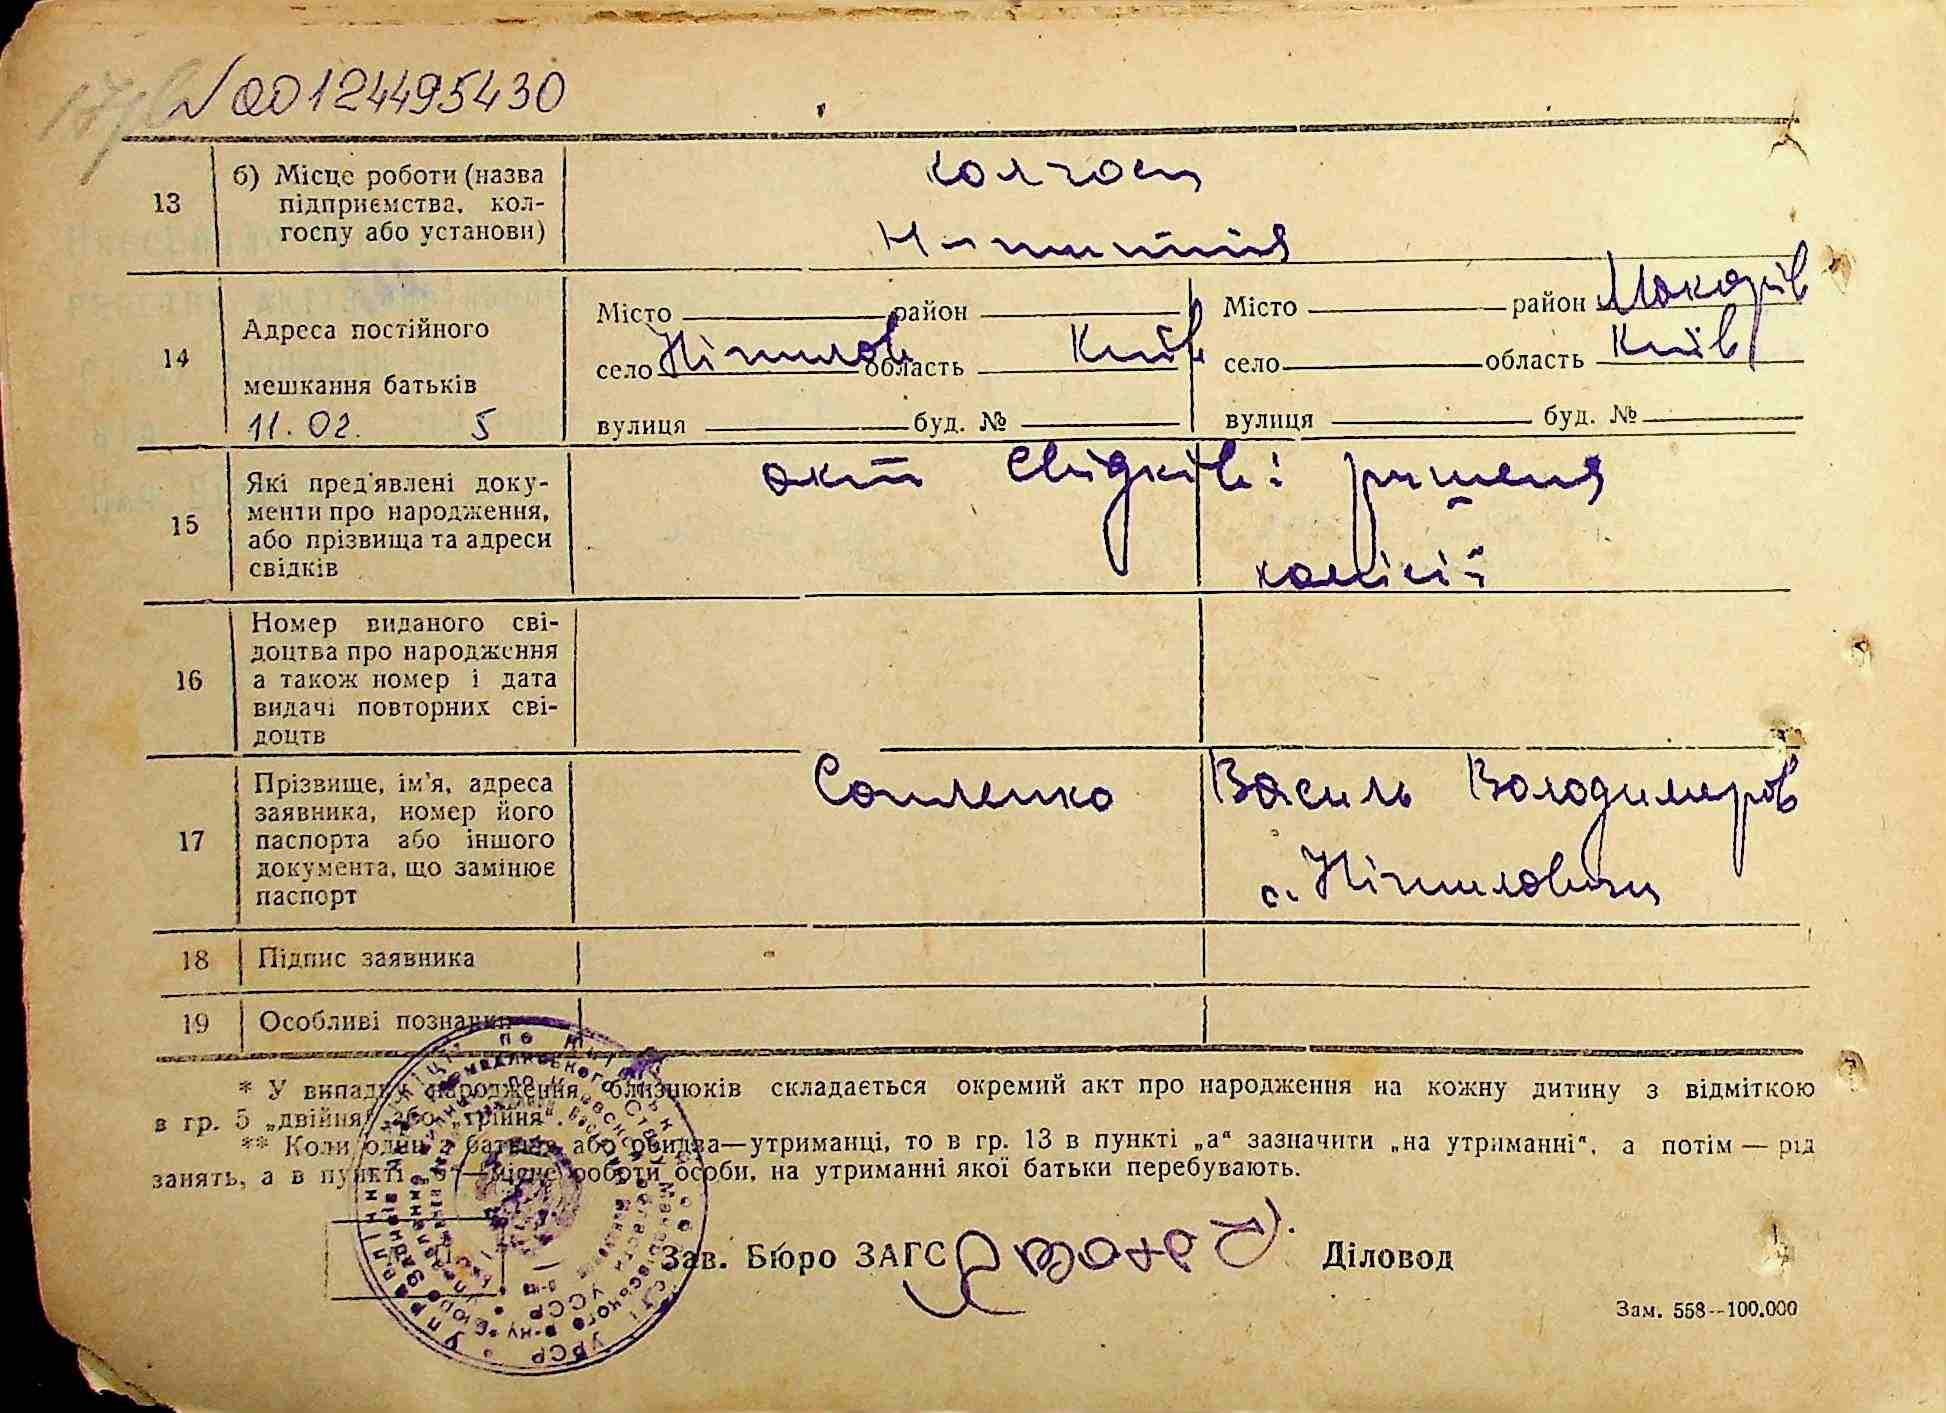 № 00124495430
13
б) Місце роботи (назва
підприємства, кол-
госпу або установи)
колгосп
14
Адреса постійного
мешкання батьків
11.02. 5
Місто район
село область Київ
вулиця буд. №
Місто район Макарів
село область Київ
вулиця буд. №
15
Які пред'явлені доку-
менти про народження,
або прізвища та адреси
свідків
акт свідків і рішення
комісії
16
Номер виданого сві-
доцтва про народження
а також номер і дата
видачі повторних сві-
доцтв
17
Прізвище, ім'я, адреса
заявника, номер його
паспорта або іншого
документа, що замінює
паспорт
Василь Володимиров
с. Ніжиловичи
18
Підпис заявника
19
Особливі познач
* У випадку народження близнюків складається окремий акт про народження на кожну дитину з відміткою
в гр. 5 „двійня“ або „трійня“.
** Коли один з батьків або обидва—утриманці, то в гр. 13 в пункті „а“ зазначити „на утриманні“, а потім — рід
занять, а в пункті „б“—місце роботи особи, на утриманні якої батьки перебувають.
Зав. Бюро ЗАГС
Діловод
Зам. 558—100.000